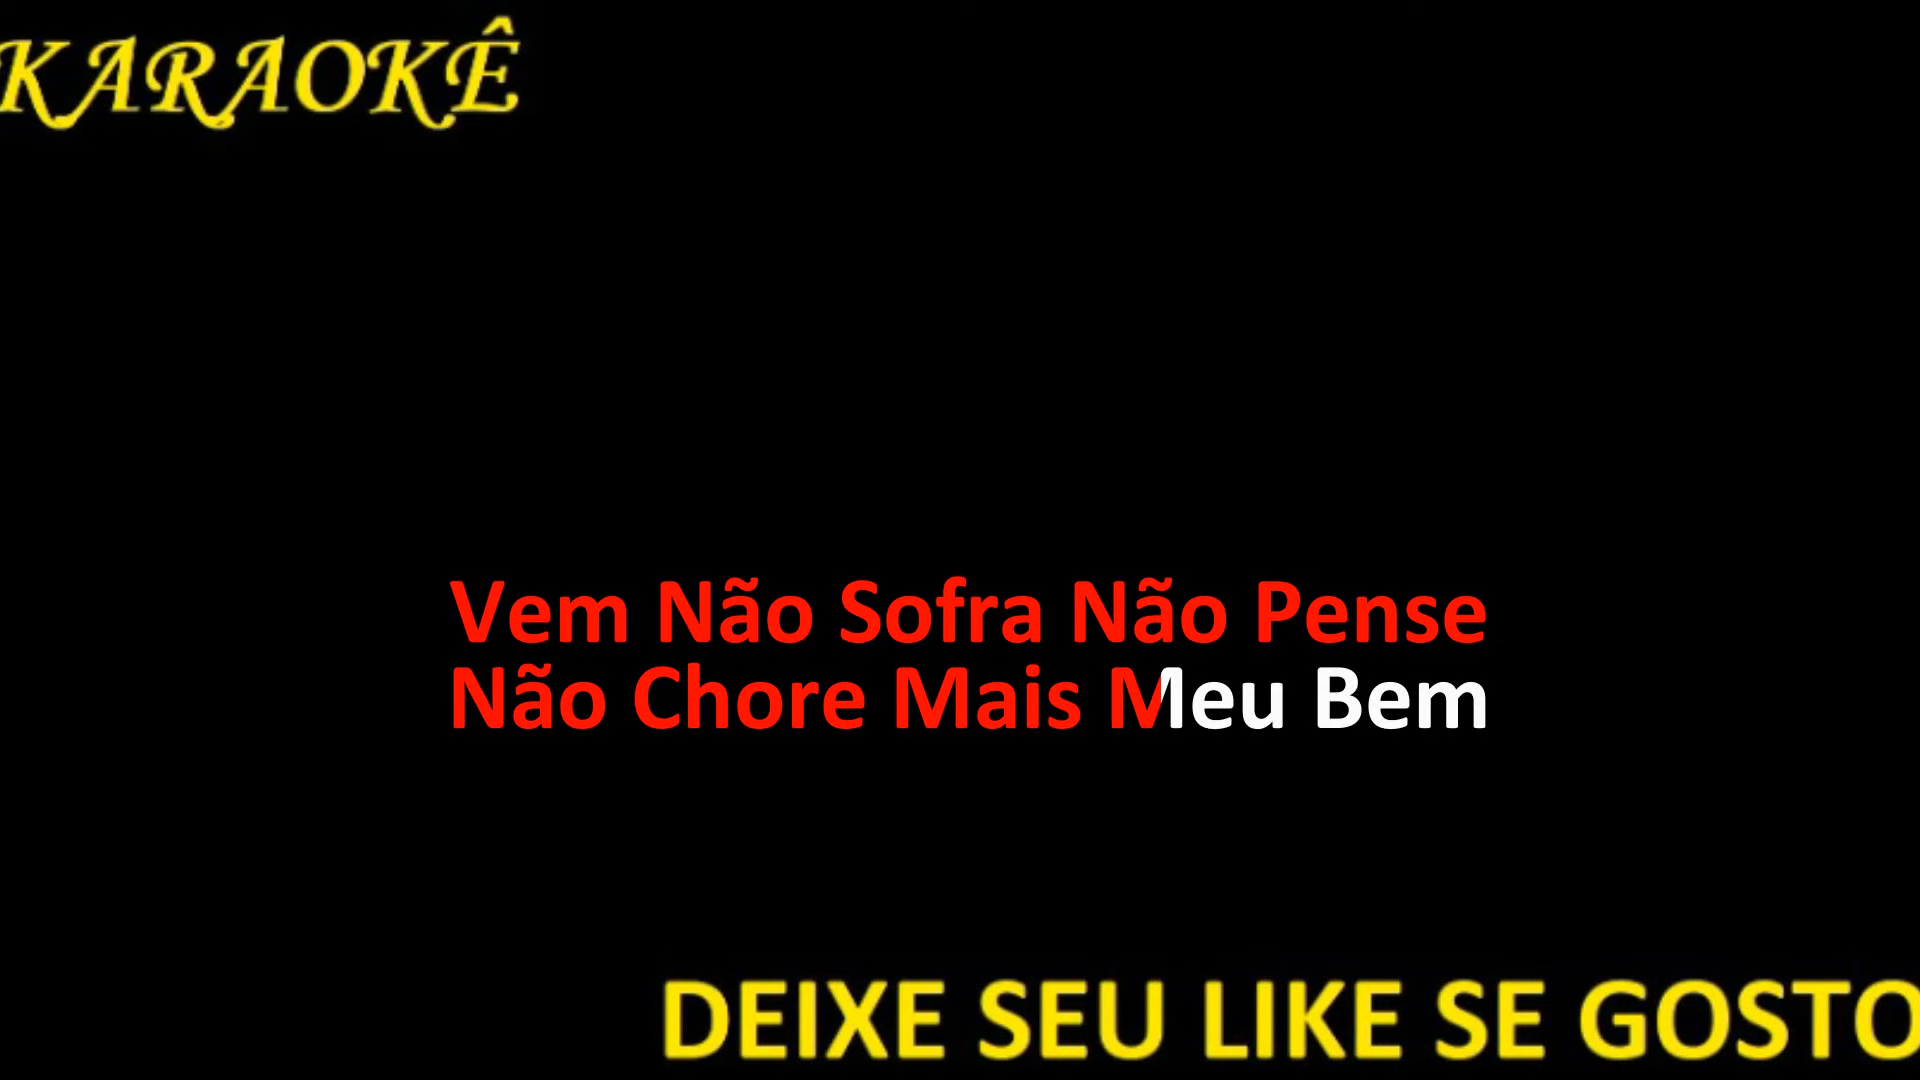 KARAOKÊ
Vem Não Sofra Não Pense
Não Chore Mais Meu Bem
DEIXE SEU LIKE SE GOSTO